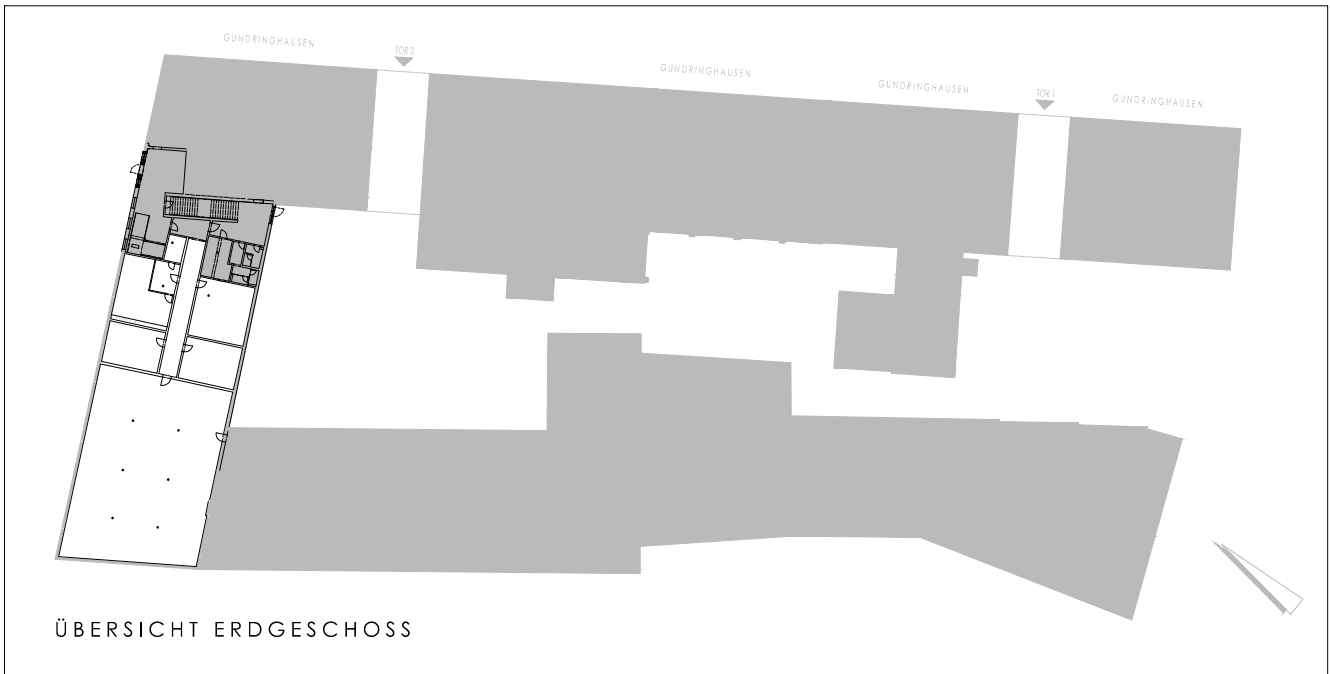 GUNDRINGHAUSEN
TOR 2
GUNDRINGHAUSEN
GUNDRINGHAUSEN
TOR 1
GUNDRINGHAUSEN
ÜBERSICHT ERDGESCHOSS